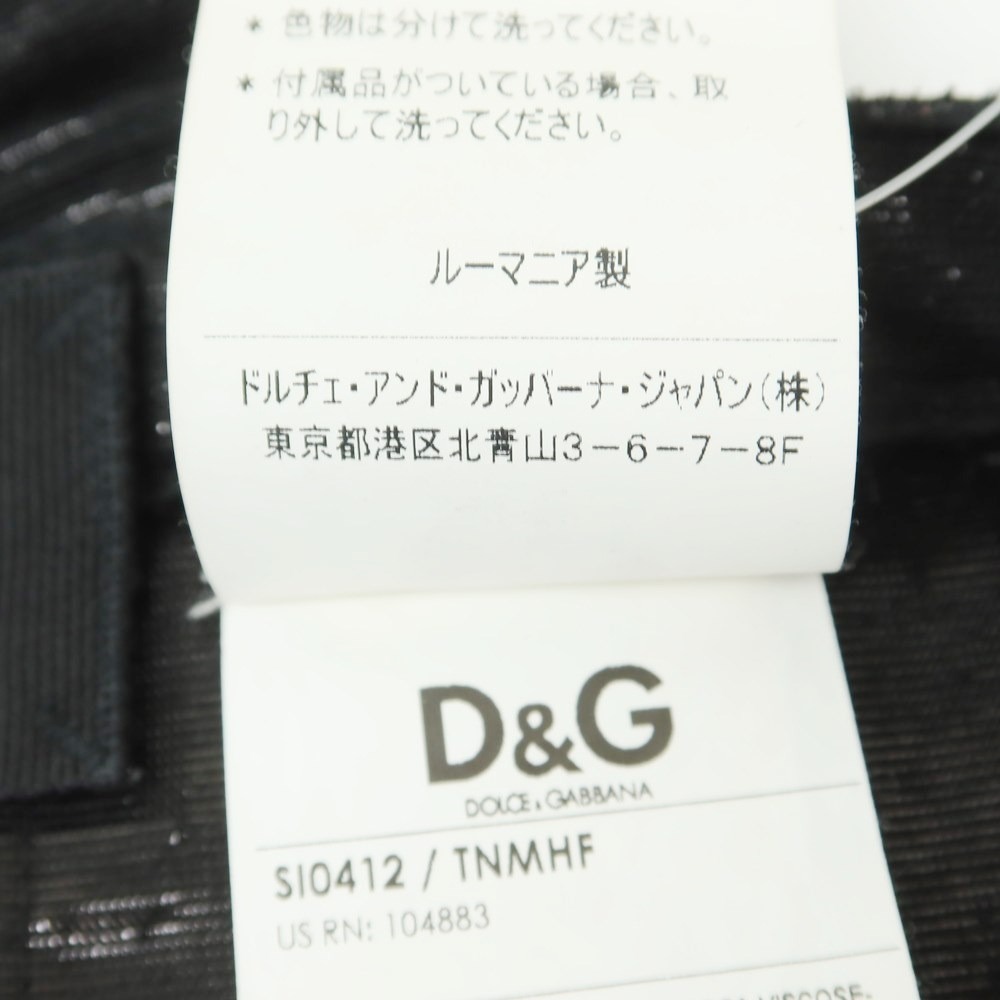 * 色物は分けて洗ってください。
* 付属品がついている場合、取
り外して洗ってください。
ルーマニア製
ドルチェ・アンド・ガッバーナ・ジャパン(株)
東京都港区北青山3-6-7-8F
D&G
DOLCE & GABBANA
SI0412 / TNMHF
US RN: 104883
VISCOSE-